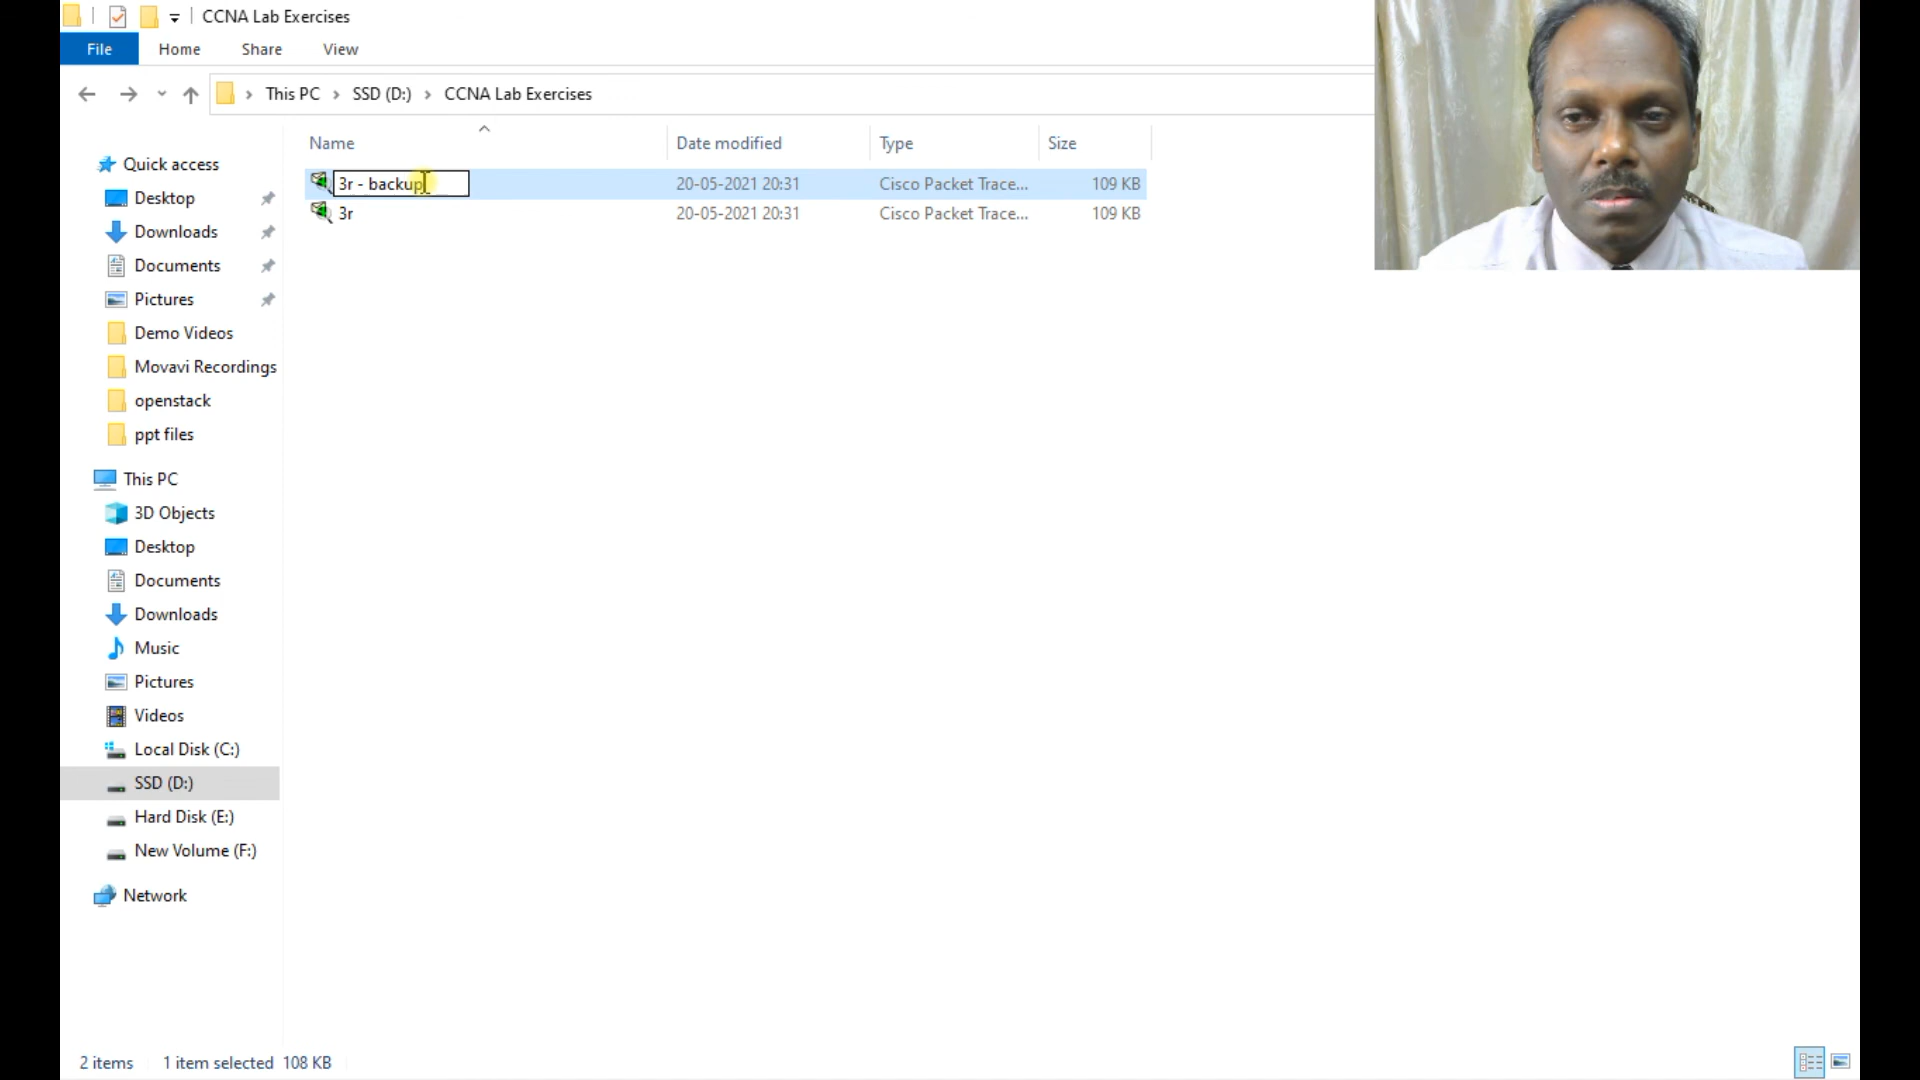 CCNA Lab Exercises
File Home Share View
This PC SSD (D:) CCNA Lab Exercises
Name Date modified Type Size
3r - backup 20-05-2021 20:31 Cisco Packet Trace... 109 KB
3r 20-05-2021 20:31 Cisco Packet Trace... 109 KB
Quick access
Desktop
Downloads
Documents
Pictures
Demo Videos
Movavi Recordings
openstack
ppt files
This PC
3D Objects
Desktop
Documents
Downloads
Music
Pictures
Videos
Local Disk (C:)
SSD (D:)
Hard Disk (E:)
New Volume (F:)
Network
2 items 1 item selected 108 KB